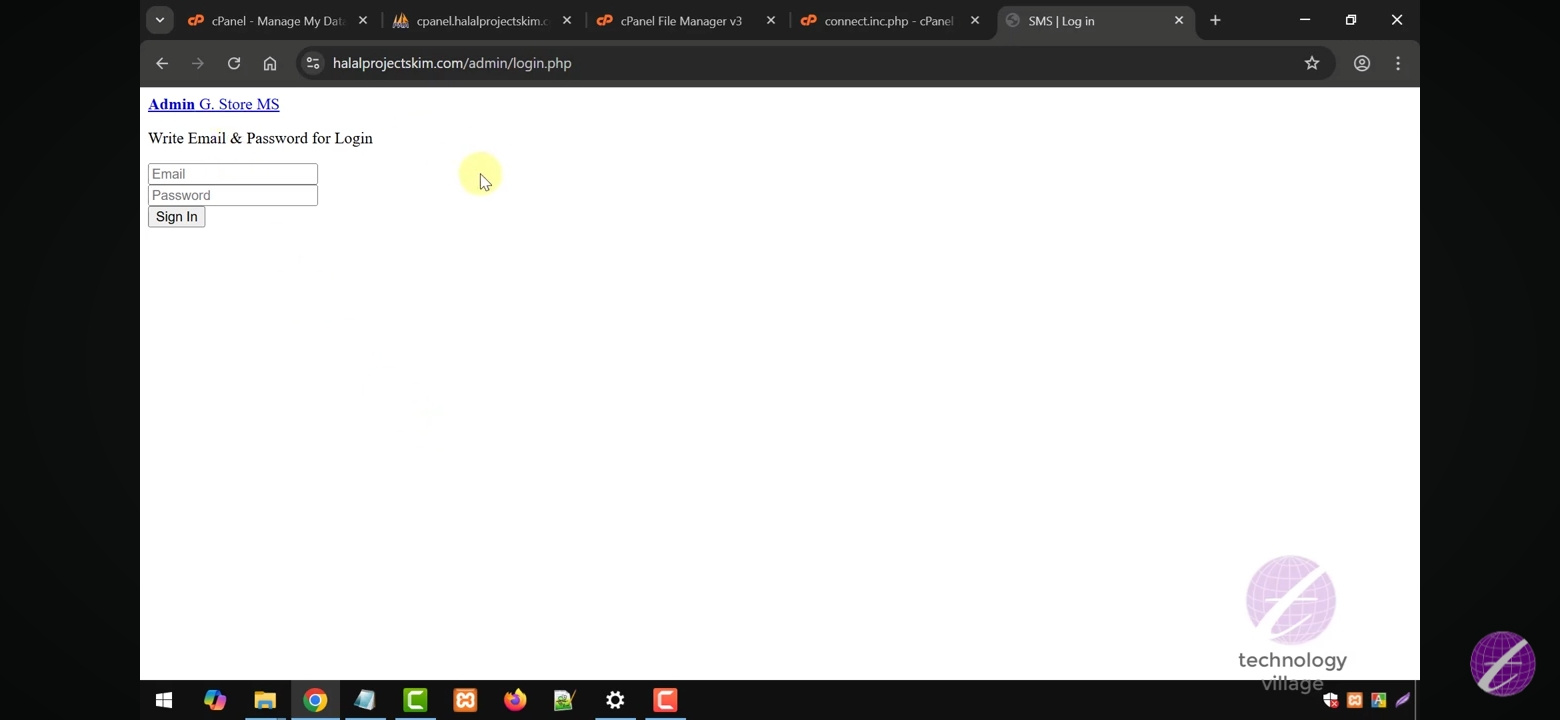 cPanel - Manage My Data
cpanel.halalprojectskim.c
cPanel File Manager v3
connect.inc.php - cPanel
SMS | Log in
halalprojectskim.com/admin/login.php
Admin G. Store MS
Write Email & Password for Login
Email
Password
Sign In
technology
village